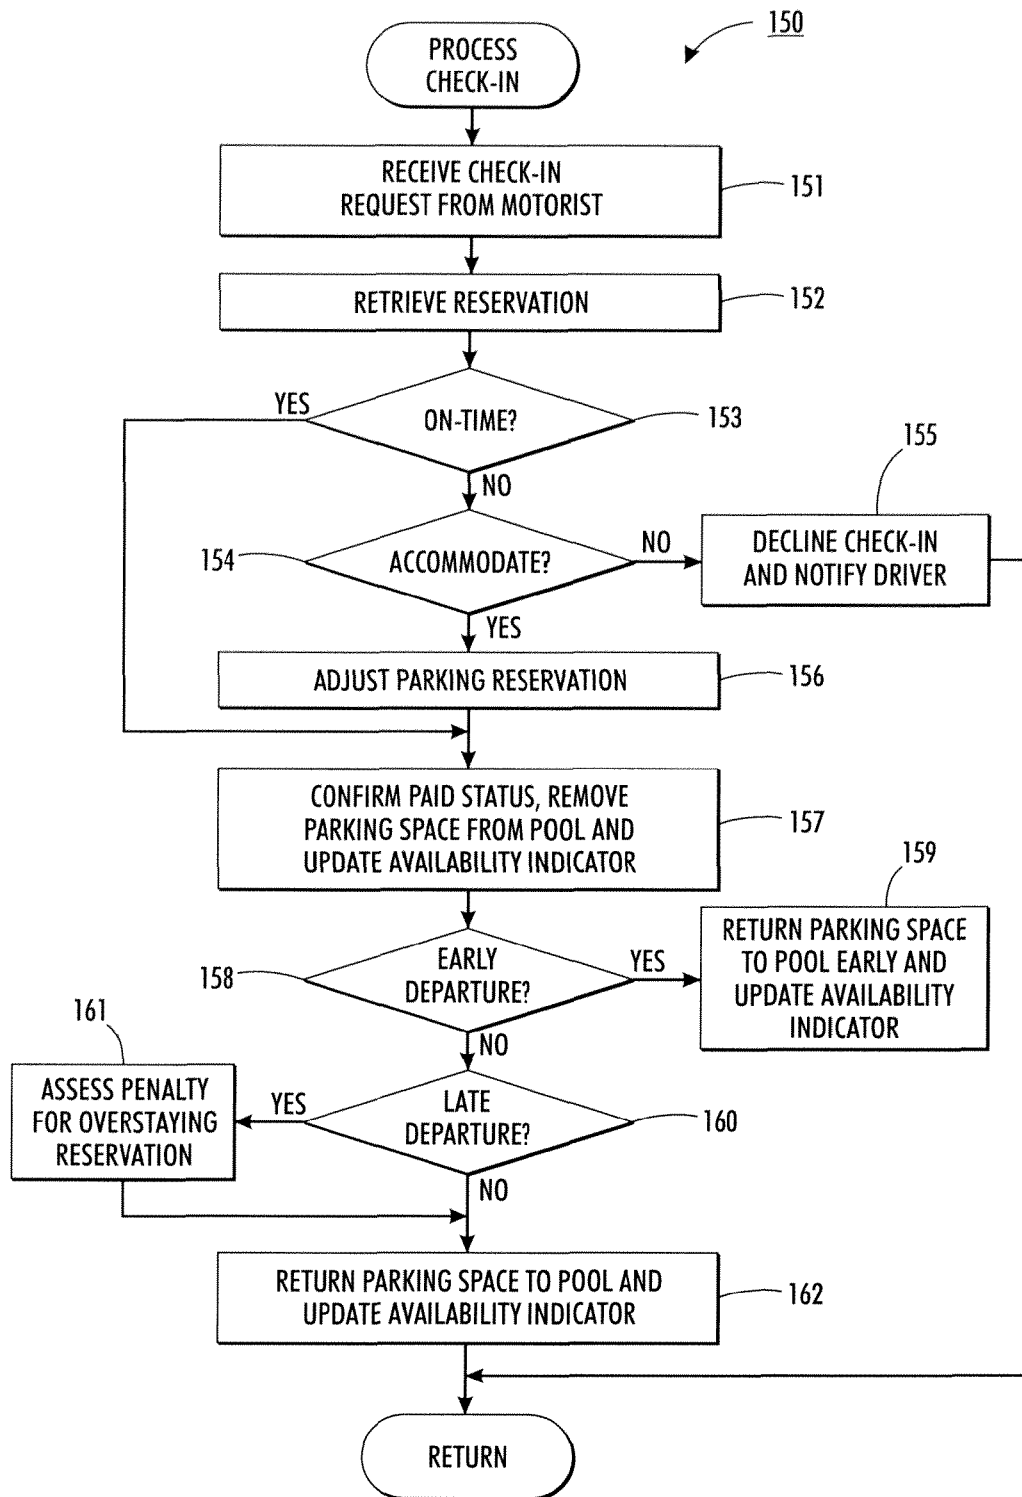 150
PROCESS
CHECK-IN
RECEIVE CHECK-IN
REQUEST FROM MOTORIST
151
RETRIEVE RESERVATION
152
YES
ON-TIME?
153
NO
155
154
ACCOMMODATE?
NO
DECLINE CHECK-IN
AND NOTIFY DRIVER
YES
ADJUST PARKING RESERVATION
156
CONFIRM PAID STATUS, REMOVE
PARKING SPACE FROM POOL AND
UPDATE AVAILABILITY INDICATOR
157
159
158
EARLY
DEPARTURE?
YES
RETURN PARKING SPACE
TO POOL EARLY AND
UPDATE AVAILABILITY
INDICATOR
NO
161
ASSESS PENALTY
FOR OVERSTAYING
RESERVATION
YES
LATE
DEPARTURE?
160
NO
RETURN PARKING SPACE TO POOL AND
UPDATE AVAILABILITY INDICATOR
162
RETURN